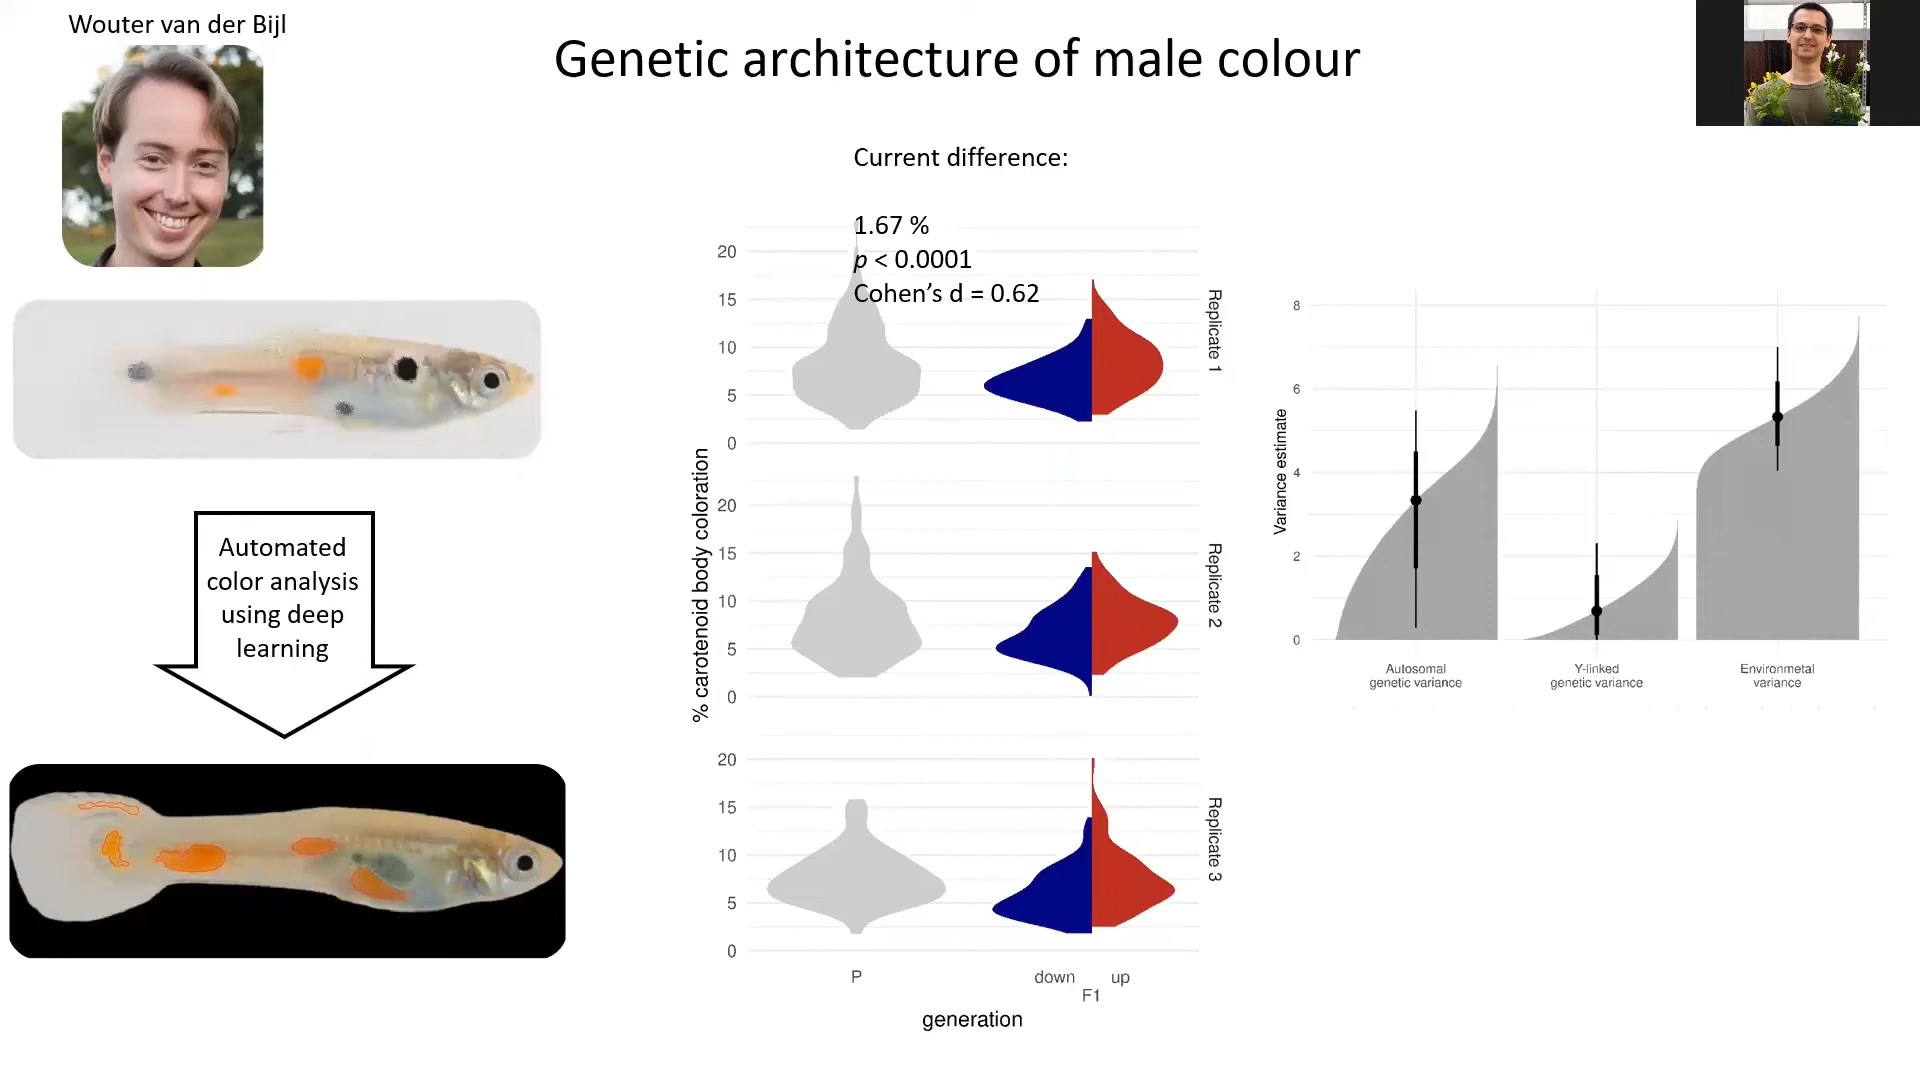 Wouter van der Bijl
Genetic architecture of male colour
Automated
color analysis
using deep
learning
Current difference:
1.67 %
p < 0.0001
Cohen's d = 0.62
% carotenoid body coloration
20
15
10
5
0
Replicate 1
20
15
10
5
0
Replicate 2
20
15
10
5
0
Replicate 3
P
down
up
F1
generation
Variance estimate
8
6
4
2
0
Autosomal
genetic variance
Y-linked
genetic variance
Environmetal
variance